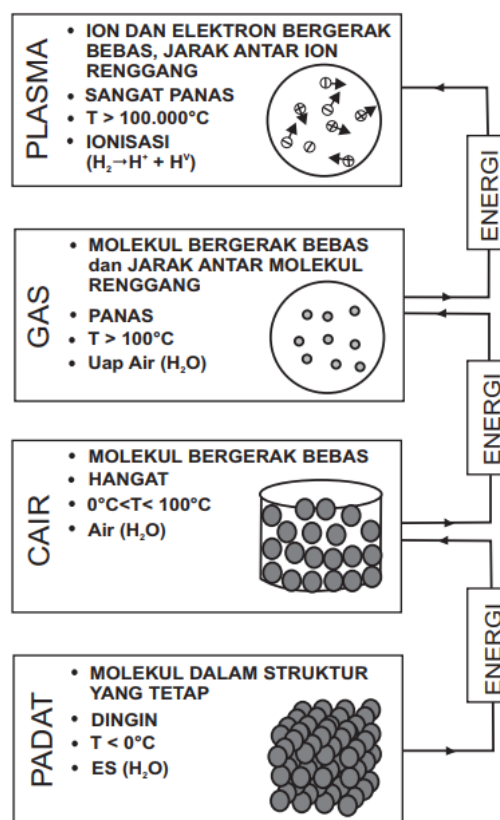 PLASMA
• ION DAN ELEKTRON BERGERAK
BEBAS, JARAK ANTAR ION
RENGGANG
• SANGAT PANAS
• T > 100.000°C
• IONISASI
(H₂→H⁺ + Hⱽ)
ENERGI
GAS
• MOLEKUL BERGERAK BEBAS
dan JARAK ANTAR MOLEKUL
RENGGANG
• PANAS
• T > 100°C
• Uap Air (H₂O)
ENERGI
CAIR
• MOLEKUL BERGERAK BEBAS
• HANGAT
• 0°C<T< 100°C
• Air (H₂O)
ENERGI
PADAT
• MOLEKUL DALAM STRUKTUR
YANG TETAP
• DINGIN
• T < 0°C
• ES (H₂O)